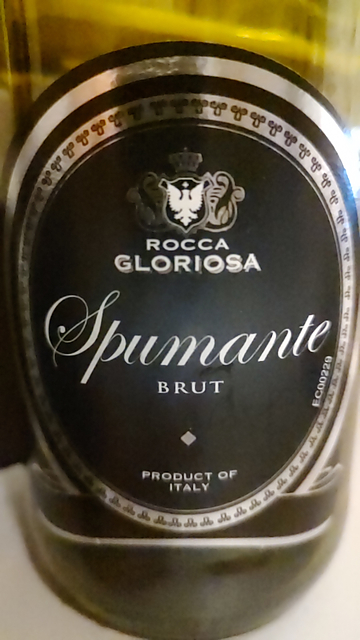 ROCCA
GLORIOSA
Spumante
BRUT
EC00229
PRODUCT OF
ITALY